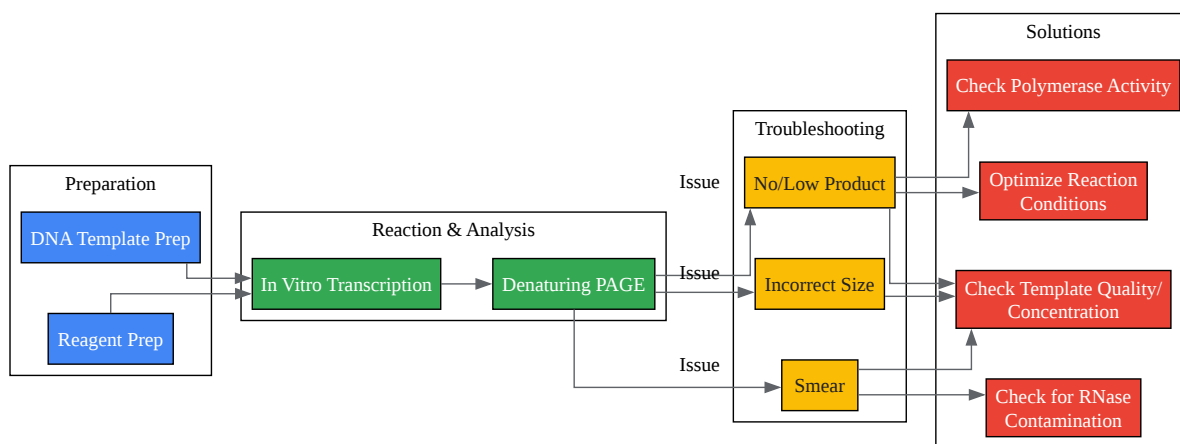 Preparation
DNA Template Prep
Reagent Prep
Reaction & Analysis
In Vitro Transcription
Denaturing PAGE
Issue
Issue
Issue
Troubleshooting
No/Low Product
Incorrect Size
Smear
Solutions
Check Polymerase Activity
Optimize Reaction
Conditions
Check Template Quality/
Concentration
Check for RNase
Contamination